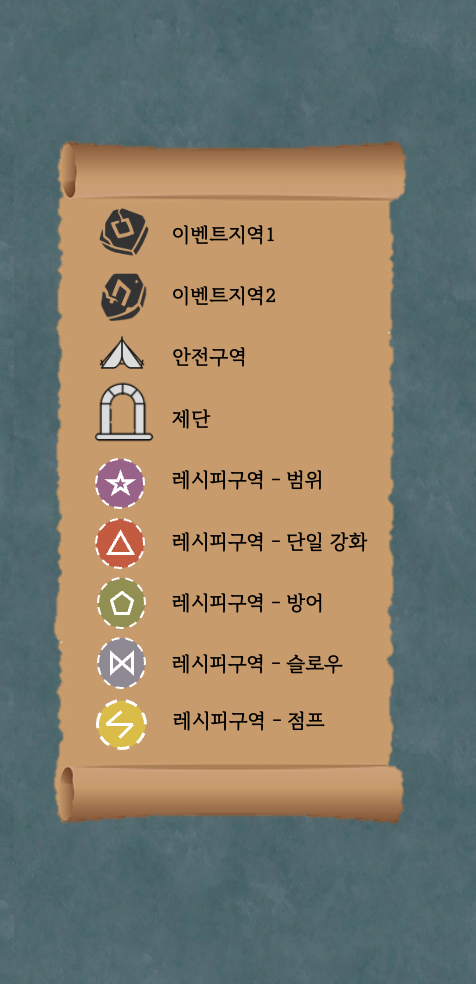 이벤트지역1
이벤트지역2
안전구역
제단
레시피구역 - 범위
레시피구역 - 단일 강화
레시피구역 - 방어
레시피구역 - 슬로우
레시피구역 - 점프